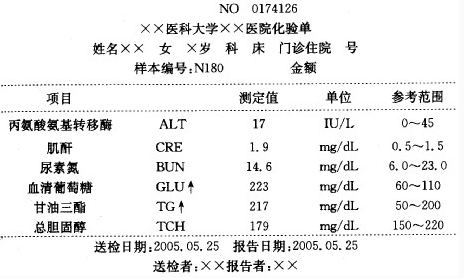 NO 0174126
××医科大学××医院化验单
姓名×× 女 ×岁 科 床 门诊住院 号
样本编号:N180 金额
项目 测定值 单位 参考范围
丙氨酸氨基转移酶 ALT 17 IU/L 0～45
肌酐 CRE 1.9 mg/dL 0.5～1.5
尿素氮 BUN 14.6 mg/dL 6.0～23.0
血清葡萄糖 GLU↑ 223 mg/dL 60～110
甘油三酯 TG↑ 217 mg/dL 50～200
总胆固醇 TCH 179 mg/dL 150～220
送检日期:2005.05.25 报告日期:2005.05.25
送检者:××报告者:××